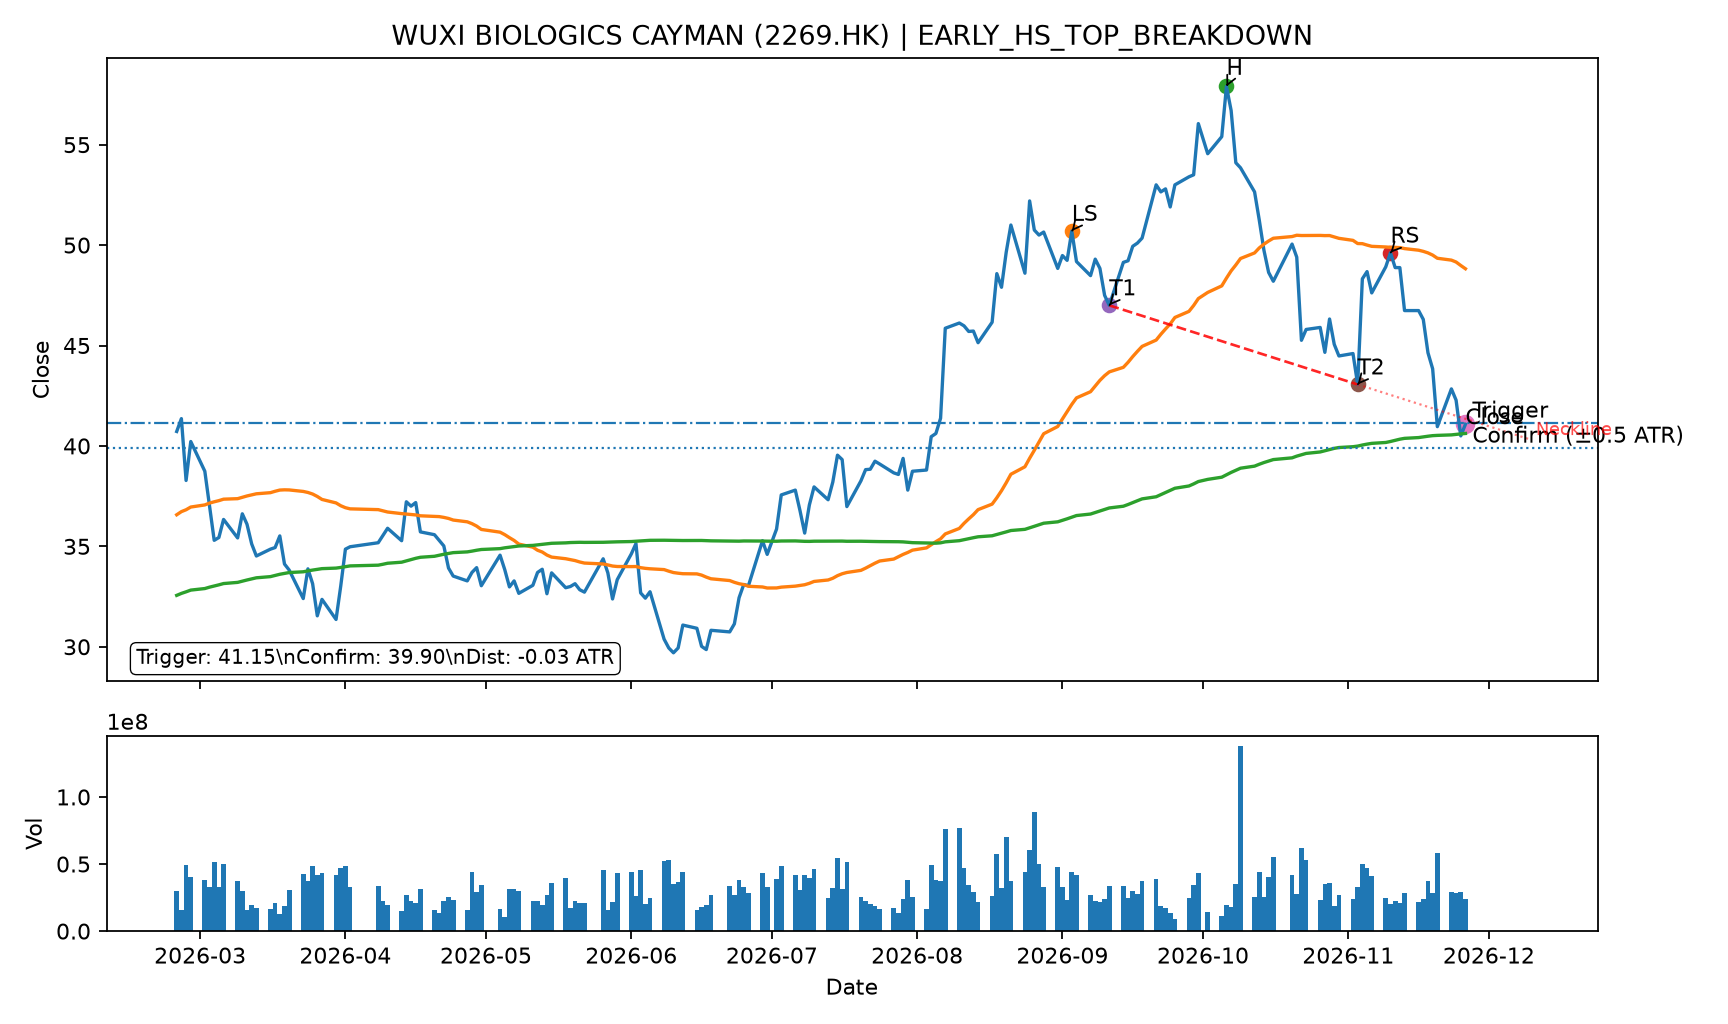 WUXI BIOLOGICS CAYMAN (2269.HK) | EARLY_HS_TOP_BREAKDOWN
H
55
LS
RS
50
T1
45
T2
Close
Trigger
Close
Neckline
Confirm (±0.5 ATR)
40
35
30
Trigger: 41.15\nConfirm: 39.90\nDist: -0.03 ATR
1e8
1.0
Vol
0.5
0.0
2026-03 2026-04 2026-05 2026-06 2026-07 2026-08 2026-09 2026-10 2026-11 2026-12
Date